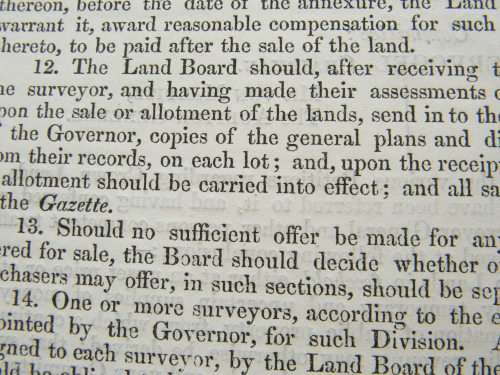 thereon, before the date of the annexure, the Land
warrant it, award reasonable compensation for such
thereto, to be paid after the sale of the land.
12. The Land Board should, after receiving
the surveyor, and having made their assessments
upon the sale or allotment of the lands, send in to the
the Governor, copies of the general plans and
from their records, on each lot; and, upon the receip
allotment should be carried into effect; and all
the Gazette.
13. Should no sufficient offer be made for any
ered for sale, the Board should decide whether
chasers may offer, in such sections, should be
14. One or more surveyors, according to the
ointed by the Governor, for such Division.
gned to each surveyor, by the Land Board of the